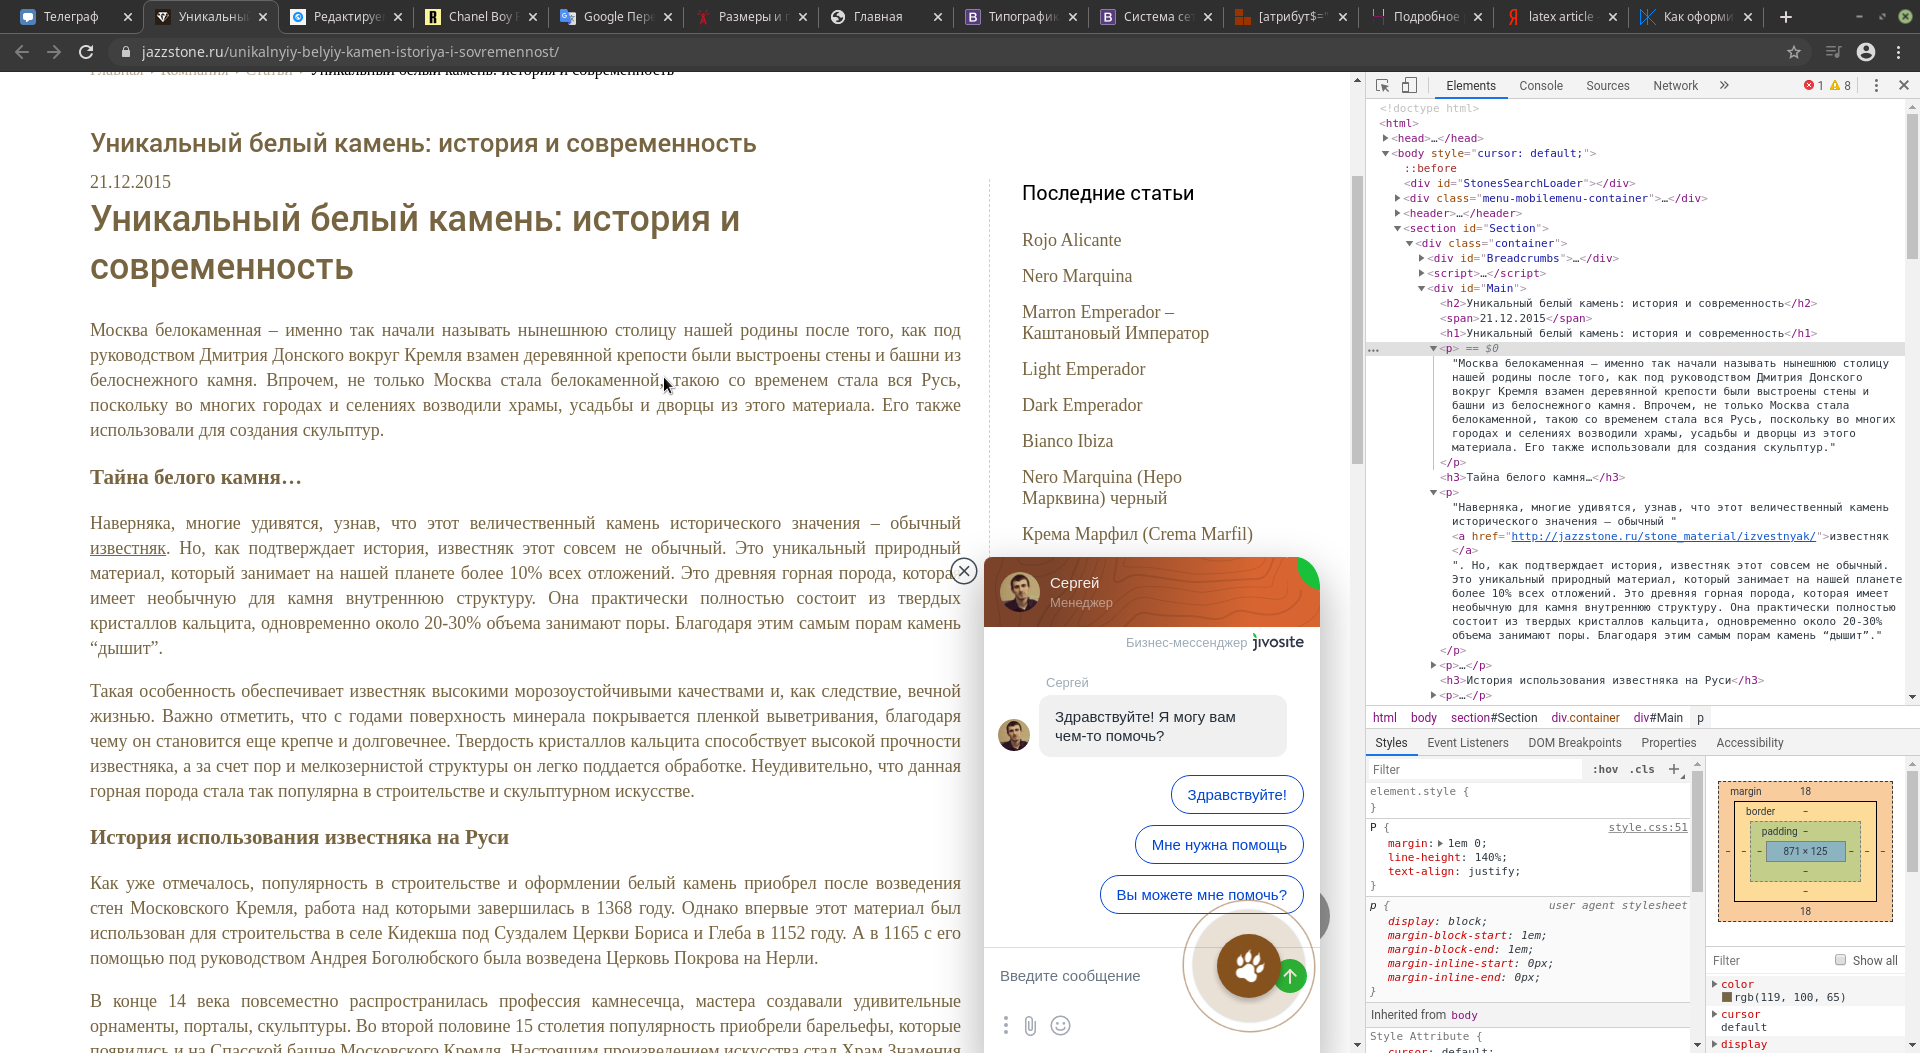 Телеграф
Уникальны
Редактируе
Chanel Boy F
Google Пер
Размеры и г
Главная
Типографик
Система сет
[атрибут$="
Подробное
latex article
Как оформи
jazzstone.ru/unikalnyiy-belyiy-kamen-istoriya-i-sovremennost/
Главная › Компания › Статьи › Уникальный белый камень: история и современность
Уникальный белый камень: история и современность
21.12.2015
Уникальный белый камень: история и
современность
Москва белокаменная – именно так начали называть нынешнюю столицу нашей родины после того, как под
руководством Дмитрия Донского вокруг Кремля взамен деревянной крепости были выстроены стены и башни из
белоснежного камня. Впрочем, не только Москва стала белокаменной, такою со временем стала вся Русь,
поскольку во многих городах и селениях возводили храмы, усадьбы и дворцы из этого материала. Его также
использовали для создания скульптур.
Тайна белого камня…
Наверняка, многие удивятся, узнав, что этот величественный камень исторического значения – обычный
известняк. Но, как подтверждает история, известняк этот совсем не обычный. Это уникальный природный
материал, который занимает на нашей планете более 10% всех отложений. Это древняя горная порода, которая
имеет необычную для камня внутреннюю структуру. Она практически полностью состоит из твердых
кристаллов кальцита, одновременно около 20-30% объема занимают поры. Благодаря этим самым порам камень
“дышит”.
Такая особенность обеспечивает известняк высокими морозоустойчивыми качествами и, как следствие, вечной
жизнью. Важно отметить, что с годами поверхность минерала покрывается пленкой выветривания, благодаря
чему он становится еще крепче и долговечнее. Твердость кристаллов кальцита способствует высокой прочности
известняка, а за счет пор и мелкозернистой структуры он легко поддается обработке. Неудивительно, что данная
горная порода стала так популярна в строительстве и скульптурном искусстве.
История использования известняка на Руси
Как уже отмечалось, популярность в строительстве и оформлении белый камень приобрел после возведения
стен Московского Кремля, работа над которыми завершилась в 1368 году. Однако впервые этот материал был
использован для строительства в селе Кидекша под Суздалем Церкви Бориса и Глеба в 1152 году. А в 1165 с его
помощью под руководством Андрея Боголюбского была возведена Церковь Покрова на Нерли.
В конце 14 века повсеместно распространилась профессия камнесечца, мастера создавали удивительные
орнаменты, порталы, скульптуры. Во второй половине 15 столетия популярность приобрели барельефы, которые
появились и на Спасской башне Московского Кремля. Настоящим произведением искусства стал Храм Знамения
Последние статьи
Rojo Alicante
Nero Marquina
Marron Emperador –
Каштановый Император
Light Emperador
Dark Emperador
Bianco Ibiza
Nero Marquina (Неро
Марквина) черный
Крема Марфил (Crema Marfil)
Сергей
Менеджер
Бизнес-мессенджер jivosite
Сергей
Здравствуйте! Я могу вам
чем-то помочь?
Здравствуйте!
Мне нужна помощь
Вы можете мне помочь?
Введите сообщение
Elements Console Sources Network » 1 8
<!doctype html>
<html>
<head>…</head>
<body style="cursor: default;">
::before
<div id="StonesSearchLoader"></div>
<div class="menu-mobilemenu-container">…</div>
<header>…</header>
<section id="Section">
<div class="container">
<div id="Breadcrumbs">…</div>
<script>…</script>
<div id="Main">
<h2>Уникальный белый камень: история и современность</h2>
<span>21.12.2015</span>
<h1>Уникальный белый камень: история и современность</h1>
… <p> == $0
"Москва белокаменная – именно так начали называть нынешнюю столицу
нашей родины после того, как под руководством Дмитрия Донского
вокруг Кремля взамен деревянной крепости были выстроены стены и
башни из белоснежного камня. Впрочем, не только Москва стала
белокаменной, такою со временем стала вся Русь, поскольку во многих
городах и селениях возводили храмы, усадьбы и дворцы из этого
материала. Его также использовали для создания скульптур."
</p>
<h3>Тайна белого камня…</h3>
<p>
"Наверняка, многие удивятся, узнав, что этот величественный камень
исторического значения – обычный "
<a href="http://jazzstone.ru/stone_material/izvestnyak/">известняк
</a>
". Но, как подтверждает история, известняк этот совсем не обычный.
Это уникальный природный материал, который занимает на нашей планете
более 10% всех отложений. Это древняя горная порода, которая имеет
необычную для камня внутреннюю структуру. Она практически полностью
состоит из твердых кристаллов кальцита, одновременно около 20-30%
объема занимают поры. Благодаря этим самым порам камень “дышит”."
</p>
<p>…</p>
<h3>История использования известняка на Руси</h3>
<p>…</p>
html body section#Section div.container div#Main p
Styles Event Listeners DOM Breakpoints Properties Accessibility
Filter :hov .cls +
element.style {
}
P { style.css:51
margin: 1em 0;
line-height: 140%;
text-align: justify;
}
p { user agent stylesheet
display: block;
margin-block-start: 1em;
margin-block-end: 1em;
margin-inline-start: 0px;
margin-inline-end: 0px;
}
Inherited from body
Style Attribute {
cursor: default;
margin 18
border –
padding –
– – – 871 × 125 – – –
–
–
18
Filter Show all
color
rgb(119, 100, 65)
cursor
default
display